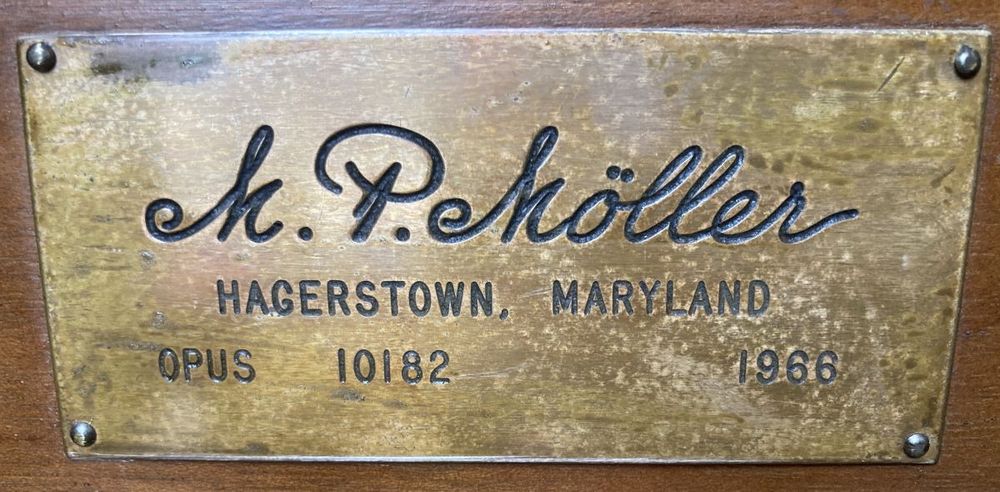 M. P. Möller
HAGERSTOWN, MARYLAND
OPUS 10182 1966